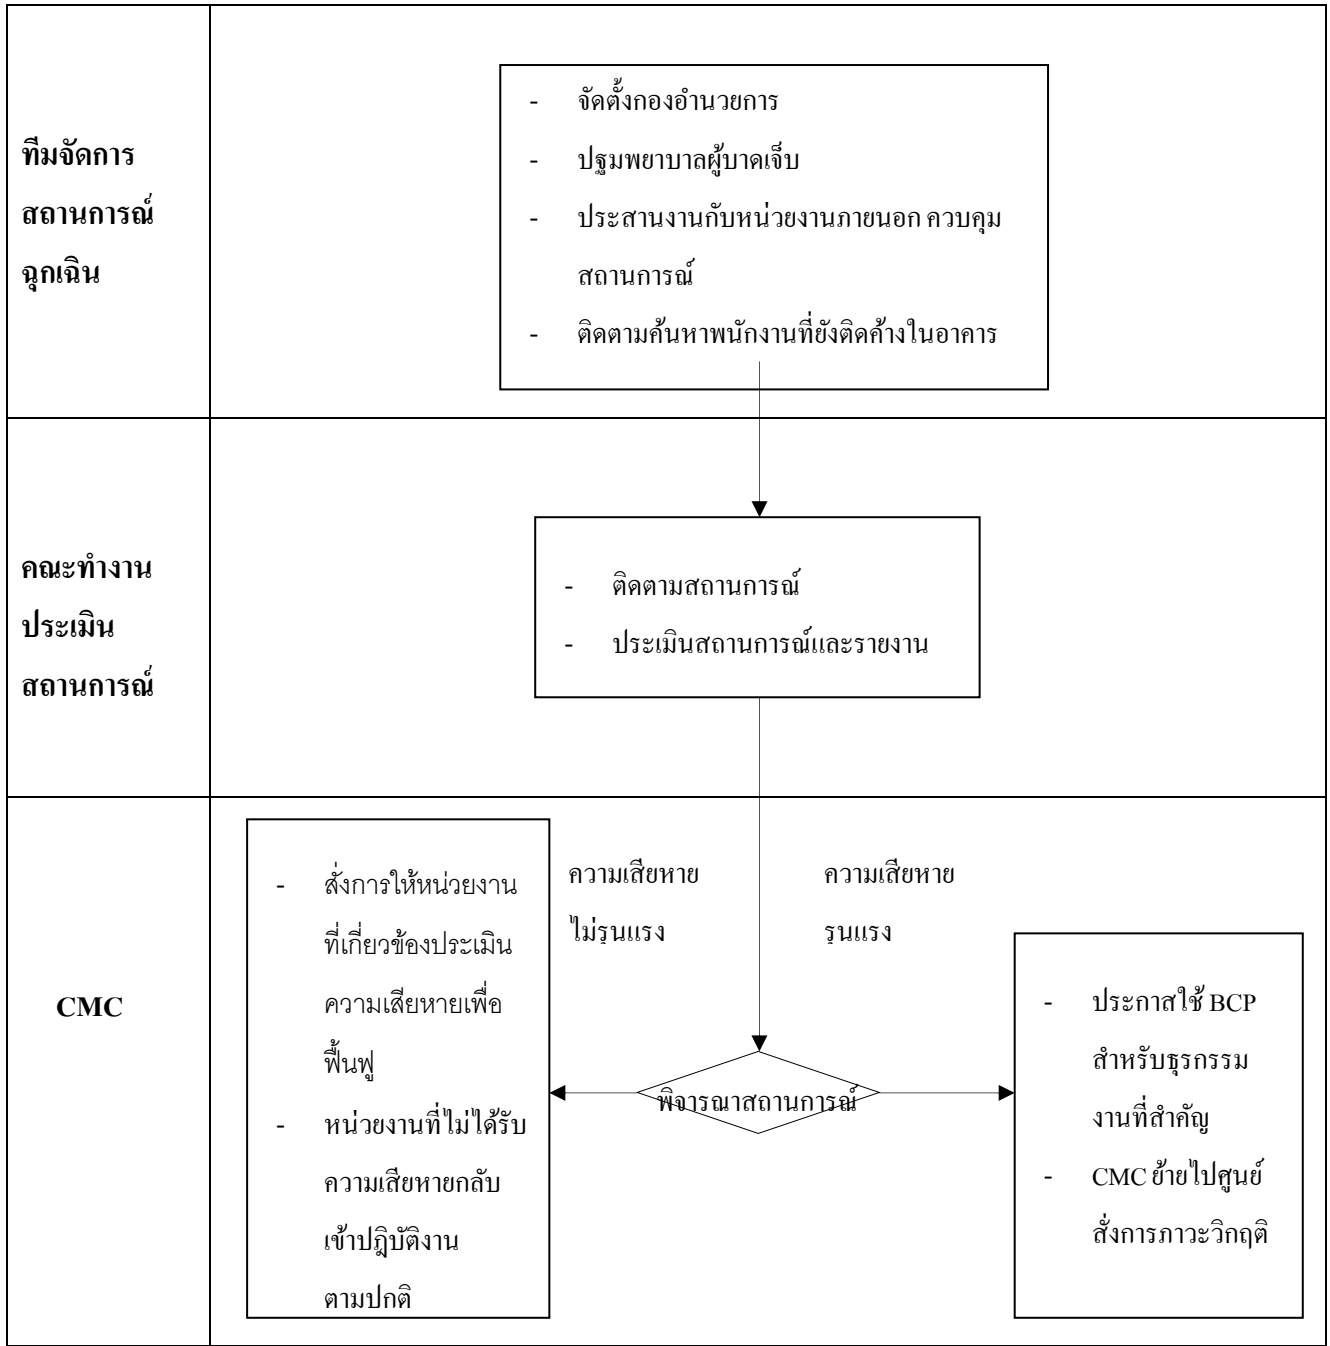 ทีมจัดการ
สถานการณ์
ฉุกเฉิน
- จัดตั้งกองอำนวยการ
- ปฐมพยาบาลผู้บาดเจ็บ
- ประสานงานกับหน่วยงานภายนอก ควบคุม
สถานการณ์
- ติดตามค้นหาพนักงานที่ยังติดค้างในอาคาร
คณะทำงาน
ประเมิน
สถานการณ์
- ติดตามสถานการณ์
- ประเมินสถานการณ์และรายงาน
CMC
- สั่งการให้หน่วยงาน
ที่เกี่ยวข้องประเมิน
ความเสียหายเพื่อ
ฟื้นฟู
- หน่วยงานที่ไม่ได้รับ
ความเสียหายกลับ
เข้าปฎิบัติงาน
ตามปกติ
ความเสียหาย
ไม่รุนแรง
ความเสียหาย
รุนแรง
พิจารณาสถานการณ์
- ประกาสใช้ BCP
สำหรับธุรกรรม
งานที่สำคัญ
- CMC ย้ายไปศูนย์
สั่งการภาวะวิกฤติ